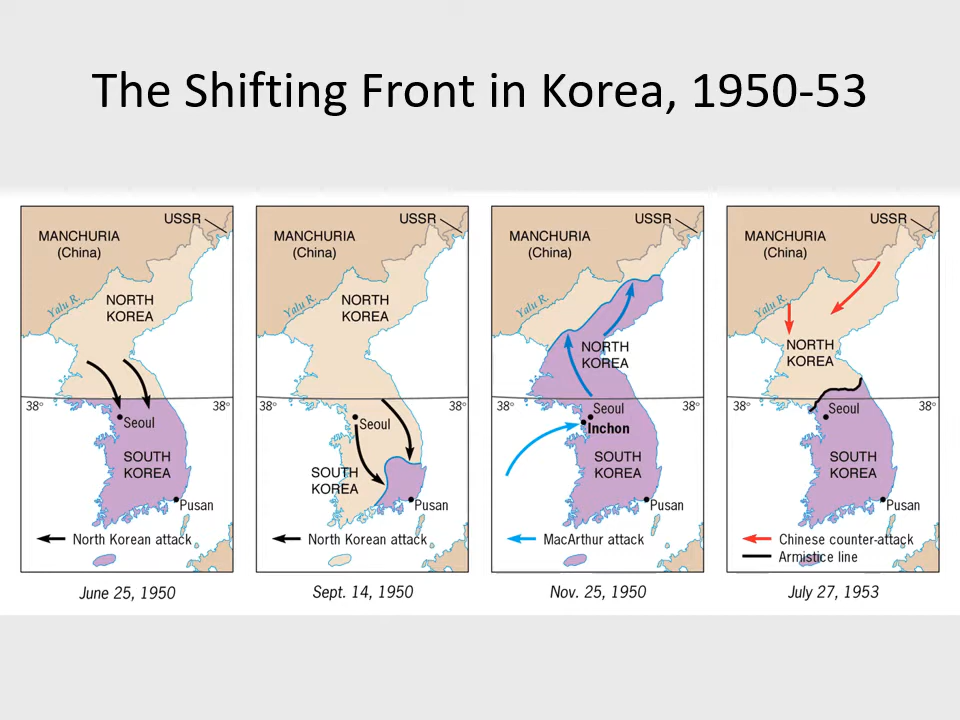 The Shifting Front in Korea, 1950-53
USSR
MANCHURIA
(China)
Yalu R.
NORTH
KOREA
38°
38°
Seoul
SOUTH
KOREA
Pusan
North Korean attack
June 25, 1950
USSR
MANCHURIA
(China)
Yalu R.
NORTH
KOREA
38°
38°
Seoul
SOUTH
KOREA
Pusan
North Korean attack
Sept. 14, 1950
USSR
MANCHURIA
(China)
Yalu R.
NORTH
KOREA
38°
38°
Seoul
Inchon
SOUTH
KOREA
Pusan
MacArthur attack
Nov. 25, 1950
USSR
MANCHURIA
(China)
Yalu R.
NORTH
KOREA
38°
38°
Seoul
SOUTH
KOREA
Pusan
Chinese counter-attack
Armistice line
July 27, 1953